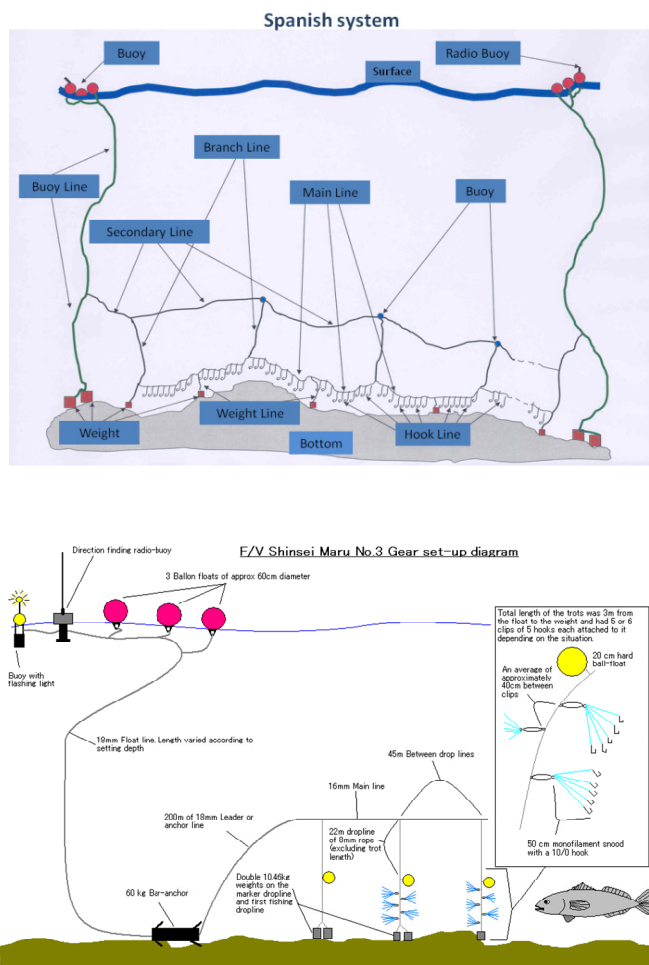 Spanish system
Buoy
Radio Buoy
Surface
Branch Line
Buoy Line
Main Line
Buoy
Secondary Line
Weight Line
Weight
Hook Line
Bottom
F/V Shinsei Maru No.3 Gear set-up diagram
Direction finding radio-buoy
3 Ballon floats of approx 60cm diameter
Buoy with
flashing light
Total length of the trots was 3m from
the float to the weight and had 5 or 6
clips of 5 hooks each attached to it
depending on the situation.
20 cm hard
ball-float
An average of
approximately
40cm between
clips
50 cm monofilament snood
with a 10/0 hook
18mm Float line. Length varied according to
setting depth
45m Between drop lines
16mm Main line
200m of 18mm Leader or
anchor line
22m dropline
of 8mm rope
(excluding trot
length)
Double 10.46kg
weights on the
marker dropline
and first fishing
dropline
60 kg Bar-anchor